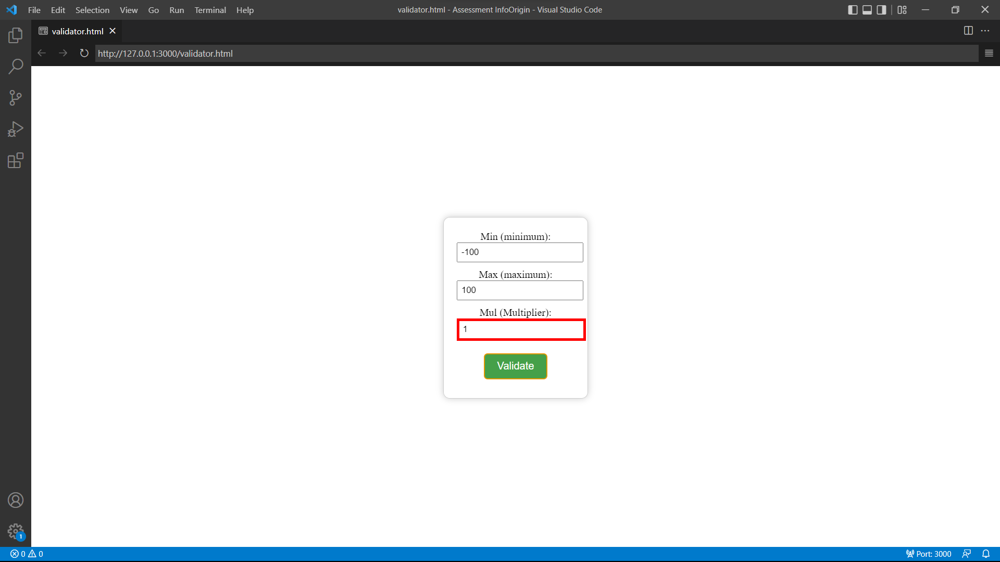 File Edit Selection View Go Run Terminal Help
validator.html - Assessment InfoOrigin - Visual Studio Code
validator.html
http://127.0.0.1:3000/validator.html
Min (minimum):
-100
Max (maximum):
100
Mul (Multiplier):
1
Validate
1
0 0
Port: 3000